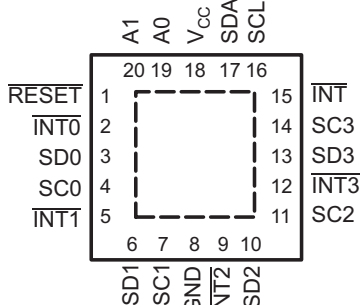 A1 A0 VCC SDA SCL
20 19 18 17 16
RESET 1 15 INT
INT0 2 14 SC3
SD0 3 13 SD3
SC0 4 12 INT3
INT1 5 11 SC2
6 7 8 9 10
SD1 SC1 GND INT2 SD2